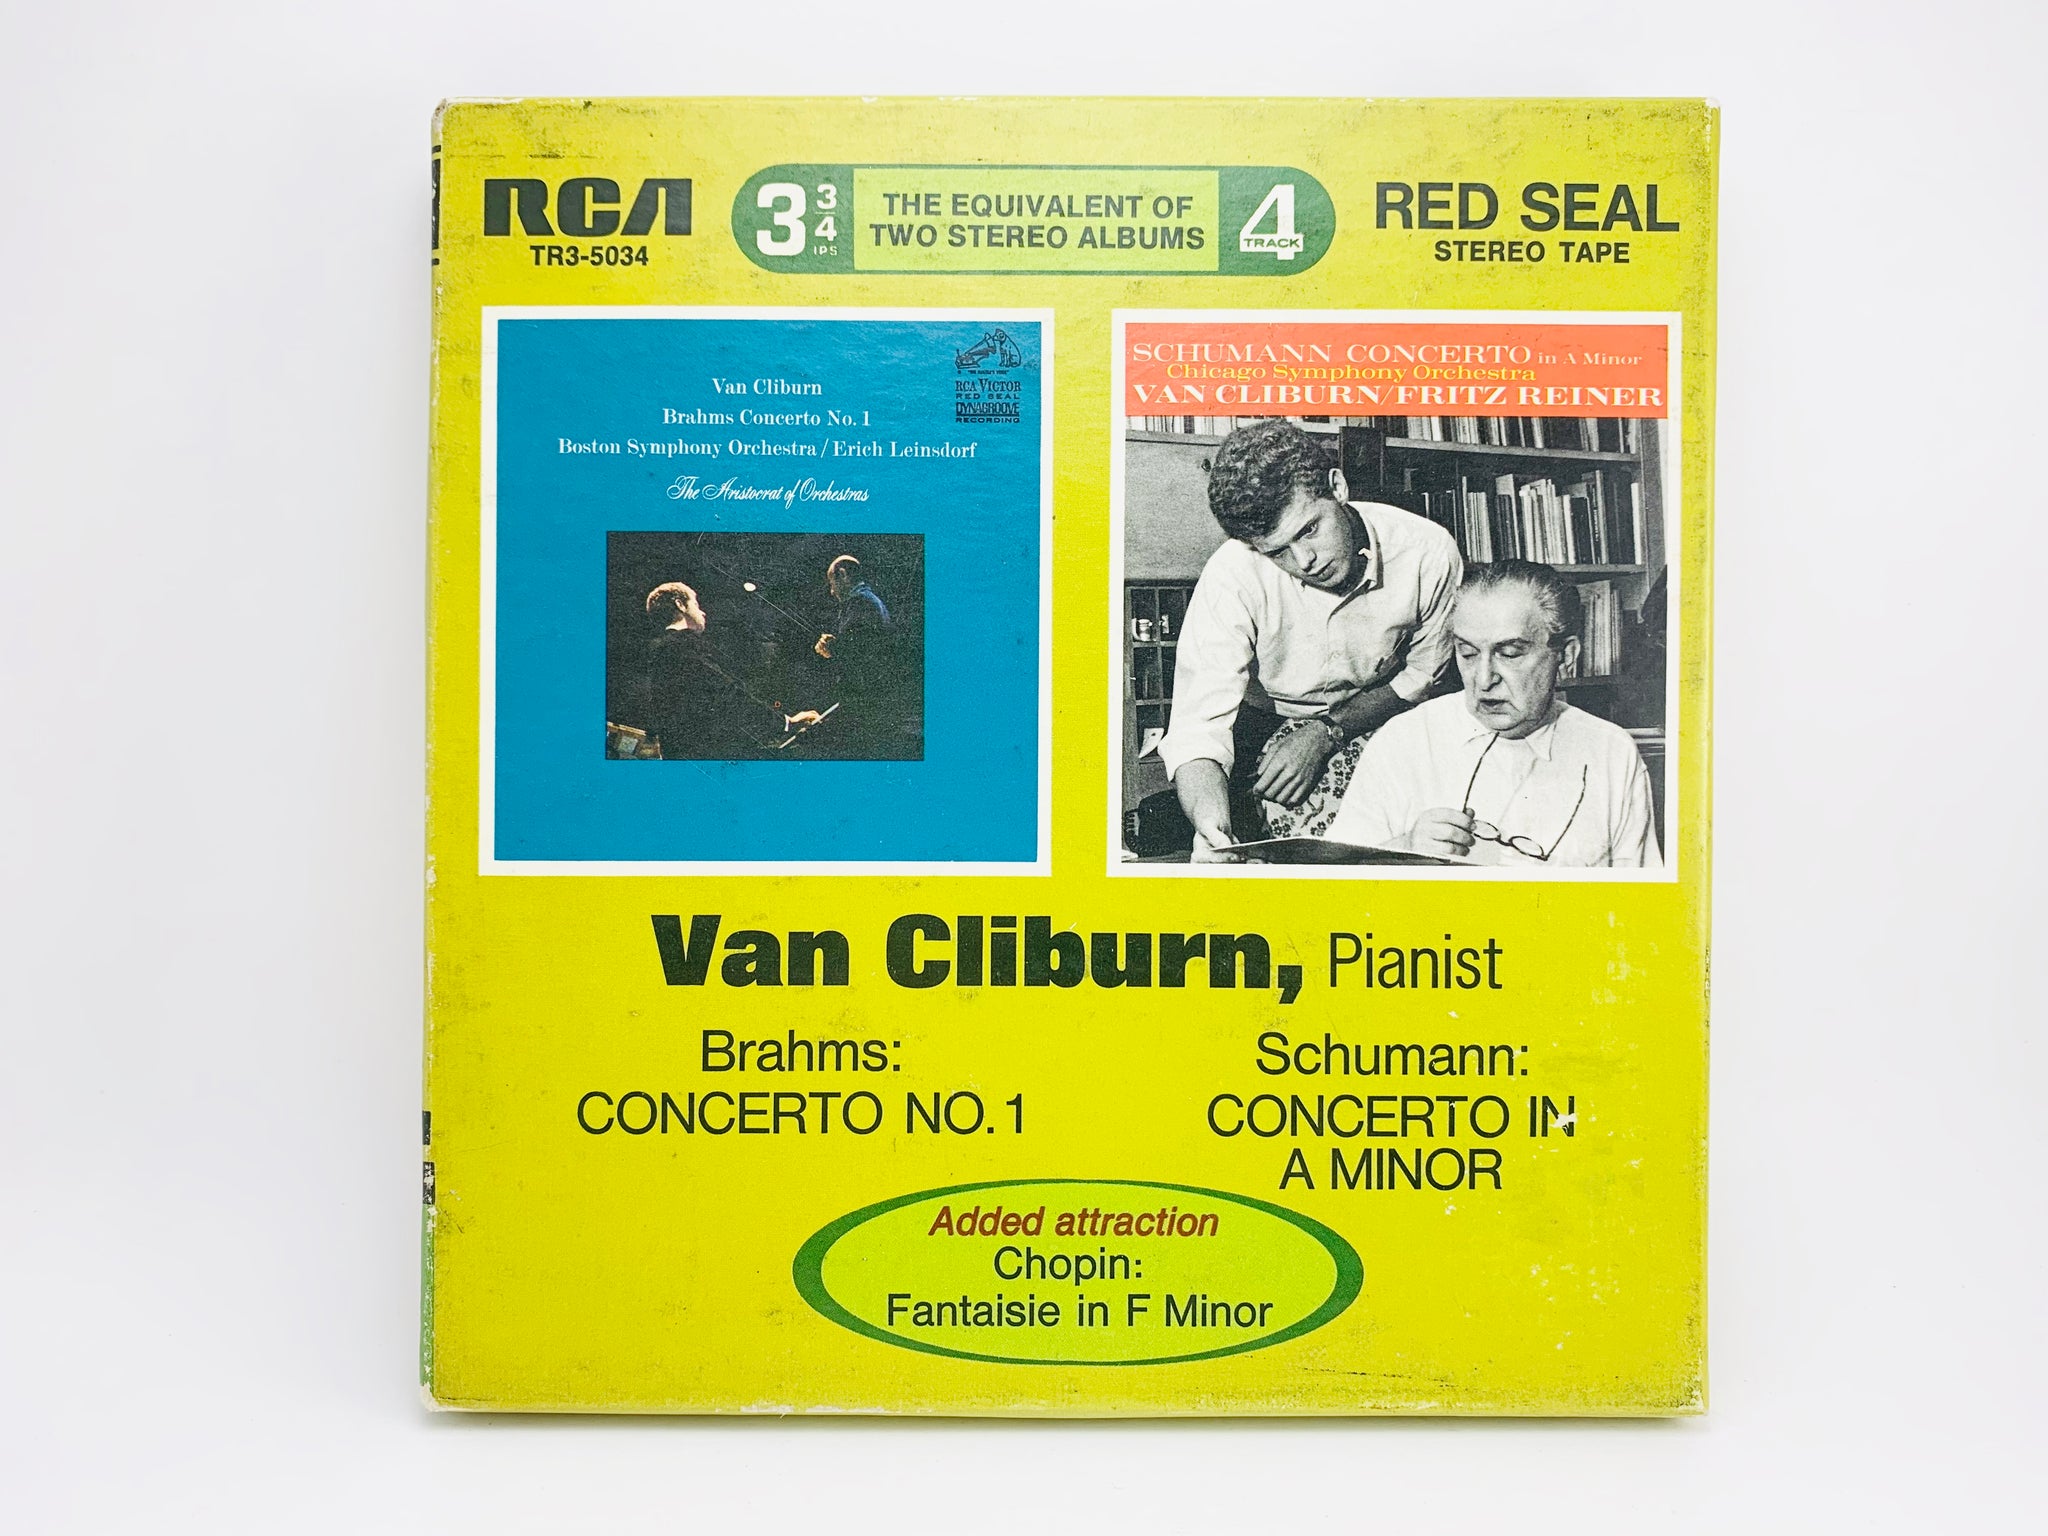 RCA
TR3-5034
3 3/4 IPS
THE EQUIVALENT OF
TWO STEREO ALBUMS
4
TRACK
RED SEAL
STEREO TAPE
Van Cliburn
Brahms Concerto No. 1
Boston Symphony Orchestra / Erich Leinsdorf
The Aristocrat of Orchestras
"HIS MASTER'S VOICE"
RCA VICTOR
RED SEAL
DYNAGROOVE
RECORDING
SCHUMANN CONCERTO in A Minor
Chicago Symphony Orchestra
VAN CLIBURN/FRITZ REINER
Van Cliburn, Pianist
Brahms:
CONCERTO NO. 1
Schumann:
CONCERTO IN
A MINOR
Added attraction
Chopin:
Fantaisie in F Minor